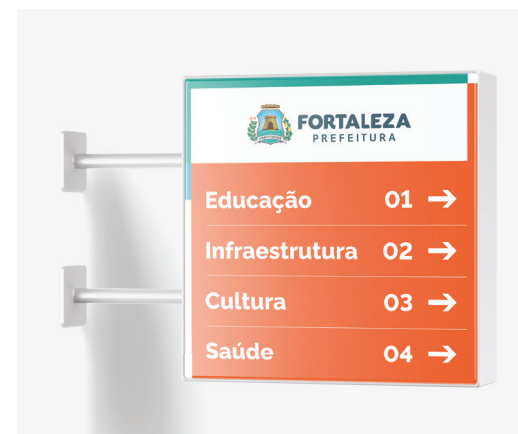 FORTALEZA
PREFEITURA
Educação 01 →
Infraestrutura 02 →
Cultura 03 →
Saúde 04 →